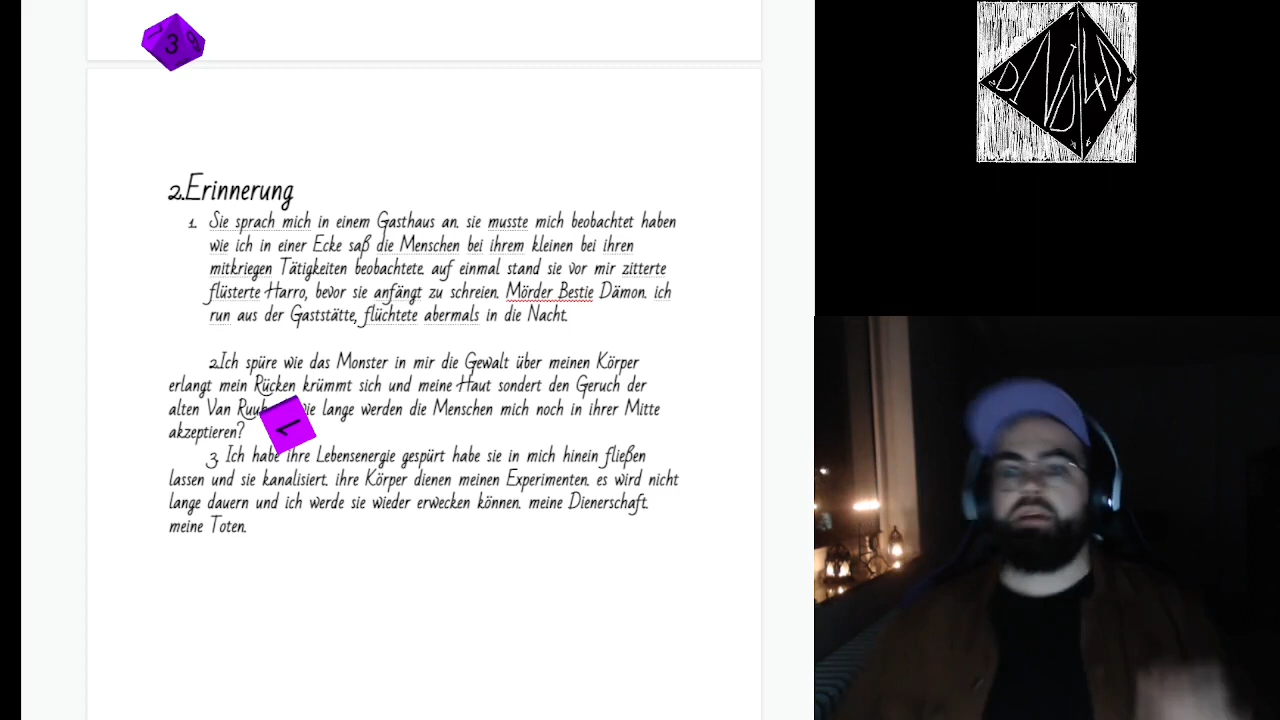 3
2.Erinnerung
1. Sie sprach mich in einem Gasthaus an. sie musste mich beobachtet haben
wie ich in einer Ecke saß die Menschen bei ihrem kleinen bei ihren
mitkriegen Tätigkeiten beobachtete. auf einmal stand sie vor mir zitterte
flüsterte Harro, bevor sie anfängt zu schreien. Mörder Bestie Dämon. ich
run aus der Gaststätte, flüchtete abermals in die Nacht.
2.Ich spüre wie das Monster in mir die Gewalt über meinen Körper
erlangt mein Rücken krümmt sich und meine Haut sondert den Geruch der
alten Van wie lange werden die Menschen mich noch in ihrer Mitte
akzeptieren?
1
3. Ich habe ihre Lebensenergie gespürt habe sie in mich hinein fließen
lassen und sie kanalisiert. ihre Körper dienen meinen Experimenten. es wird nicht
lange dauern und ich werde sie wieder erwecken können. meine Dienerschaft.
meine Toten.